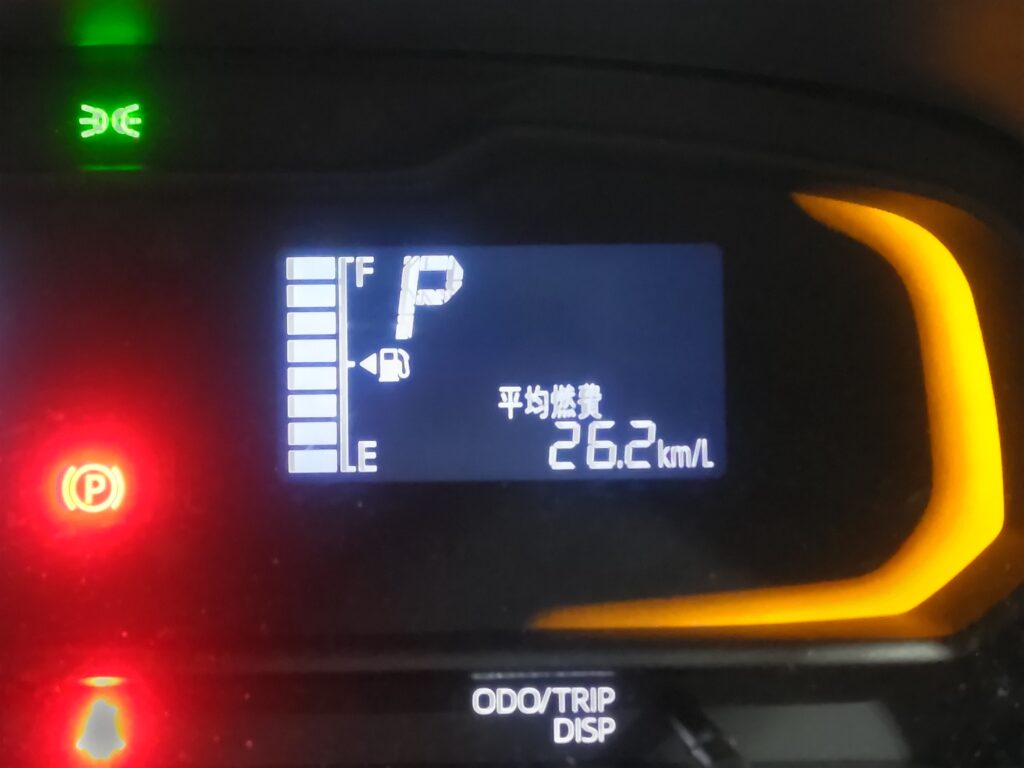 F
P
平均燃費
26.2km/L
E
P
ODO/TRIP
DISP